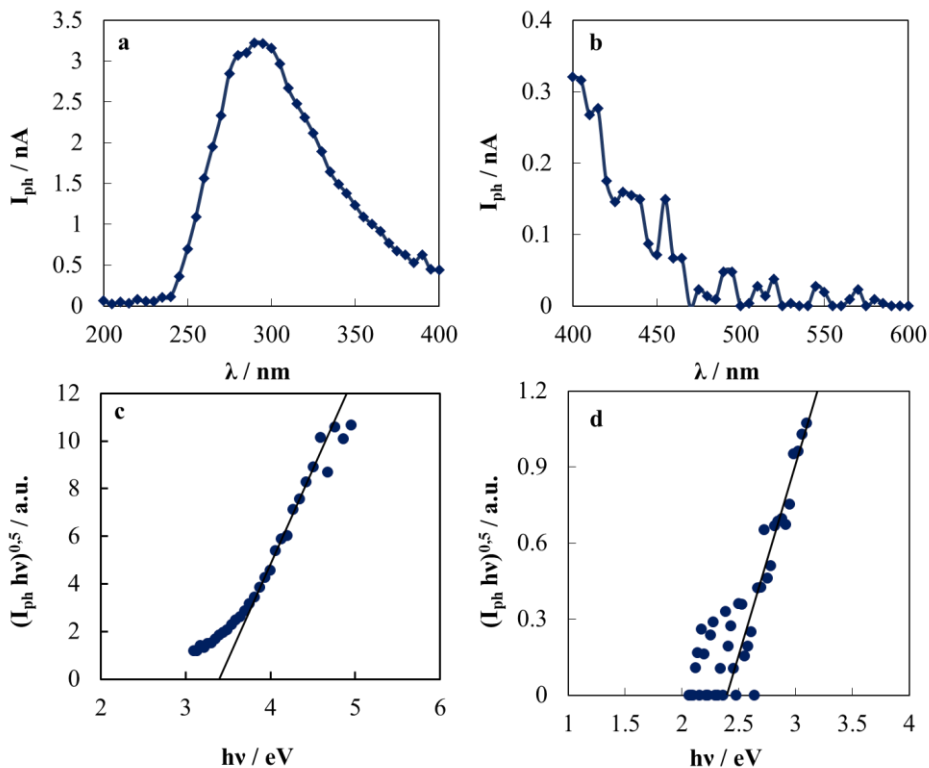 a
3.5
3
2.5
2
1.5
1
0.5
0
I_ph / nA
200 250 300 350 400
λ / nm
b
0.4
0.3
0.2
0.1
0
I_ph / nA
400 450 500 550 600
λ / nm
c
12
10
8
6
4
2
0
(I_ph hν)^0,5 / a.u.
2 3 4 5 6
hν / eV
d
1.2
0.9
0.6
0.3
0
(I_ph hν)^0,5 / a.u.
1 1.5 2 2.5 3 3.5 4
hν / eV